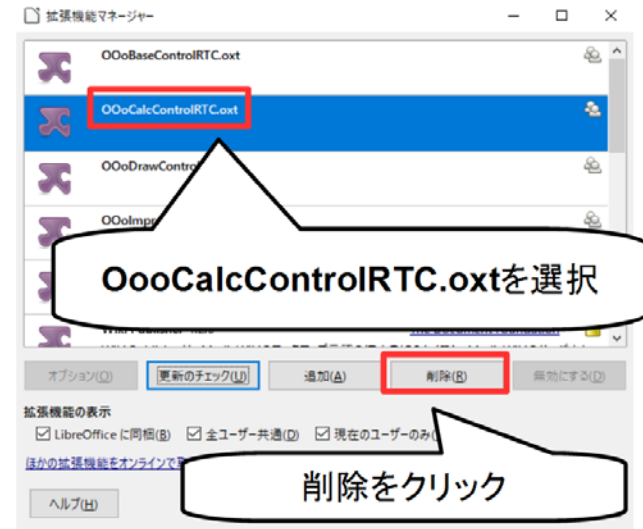 拡張機能マネージャー
OOoBaseControlRTC.oxt
OOoCalcControlRTC.oxt
OOoDrawContro
OOoImpr
OooCalcControlRTC.oxtを選択
オプション(O) 更新のチェック(U) 追加(A) 削除(R) 無効にする(D)
拡張機能の表示
LibreOffice に同梱(B) 全ユーザー共通(D) 現在のユーザーのみ(
ほかの拡張機能をオンラインで
削除をクリック
ヘルプ(H)